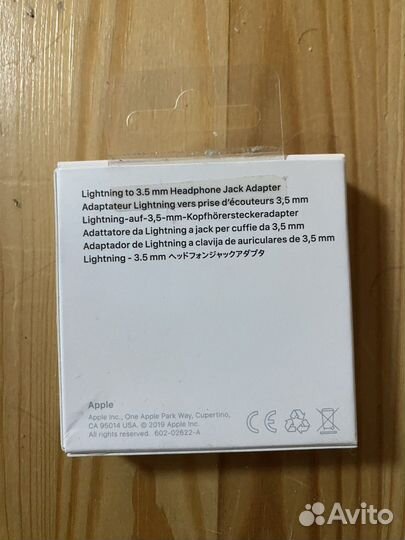 Lightning to 3.5 mm Headphone Jack Adapter
Adaptateur Lightning vers prise d'écouteurs 3,5 mm
Lightning-auf-3,5-mm-Kopfhörersteckeradapter
Adattatore da Lightning a jack per cuffie da 3,5 mm
Adaptador de Lightning a clavija de auriculares de 3,5 mm
Lightning - 3.5 mm ヘッドフォンジャックアダプタ
Apple
Apple Inc., One Apple Park Way, Cupertino,
CA 95014 USA. © 2019 Apple Inc.
All rights reserved. 602-02622-A
CE
Avito